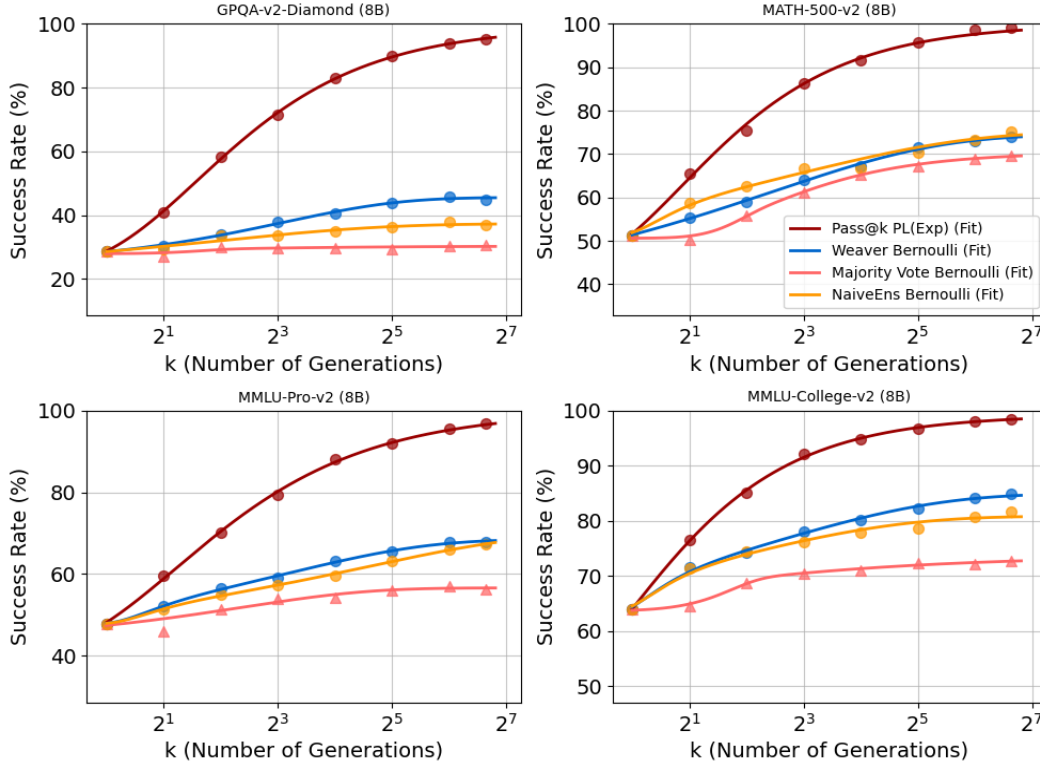 GPQA-v2-Diamond (8B)
Success Rate (%)
100
80
60
40
20
2^1
2^3
2^5
2^7
k (Number of Generations)
MATH-500-v2 (8B)
Success Rate (%)
100
90
80
70
60
50
40
Pass@k PL(Exp) (Fit)
Weaver Bernoulli (Fit)
Majority Vote Bernoulli (Fit)
NaiveEns Bernoulli (Fit)
2^1
2^3
2^5
2^7
k (Number of Generations)
MMLU-Pro-v2 (8B)
Success Rate (%)
100
80
60
40
2^1
2^3
2^5
2^7
k (Number of Generations)
MMLU-College-v2 (8B)
Success Rate (%)
100
90
80
70
60
50
2^1
2^3
2^5
2^7
k (Number of Generations)